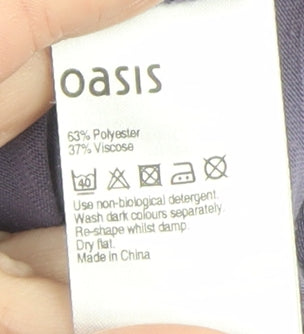 oasis
63% Polyester
37% Viscose
40
Use non-biological detergent.
Wash dark colours separately.
Re-shape whilst damp.
Dry flat.
Made in China